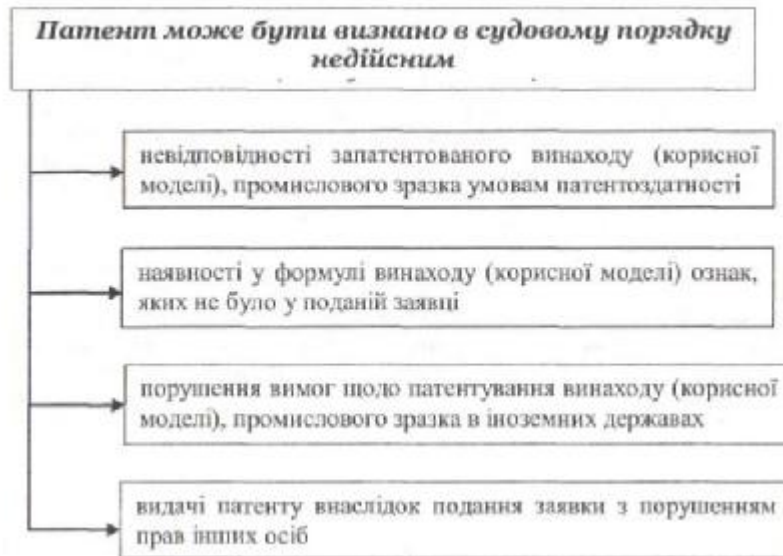 Патент може бути визнано в судовому порядку
недійсним
невідповідності запатентованого винаходу (корисної
моделі), промислового зразка умовам патентоздатності
наявності у формулі винаходу (корисної моделі) ознак,
яких не було у поданій заявці
порушення вимог щодо патентування винаходу (корисної
моделі), промислового зразка в іноземних державах
видачі патенту внаслідок подання заявки з порушенням
прав інших осіб